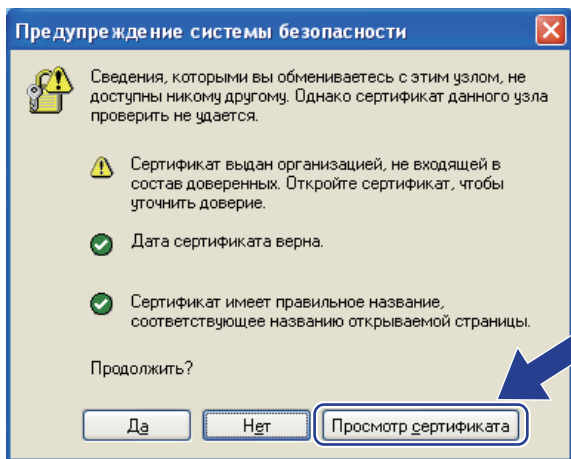 Предупреждение системы безопасности
Сведения, которыми вы обмениваетесь с этим узлом, не
доступны никому другому. Однако сертификат данного узла
проверить не удается.
Сертификат выдан организацией, не входящей в
состав доверенных. Откройте сертификат, чтобы
уточнить доверие.
Дата сертификата верна.
Сертификат имеет правильное название,
соответствующее названию открываемой страницы.
Продолжить?
Да Нет Просмотр сертификата